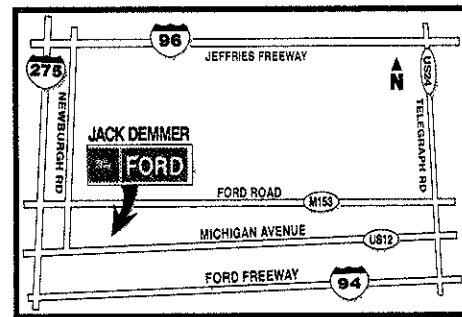 96
JEFFRIES FREEWAY
275
US24
N
NEWBURGH RD
TELEGRAPH RD
JACK DEMMER
FORD
FORD ROAD
M153
MICHIGAN AVENUE
US12
FORD FREEWAY
94